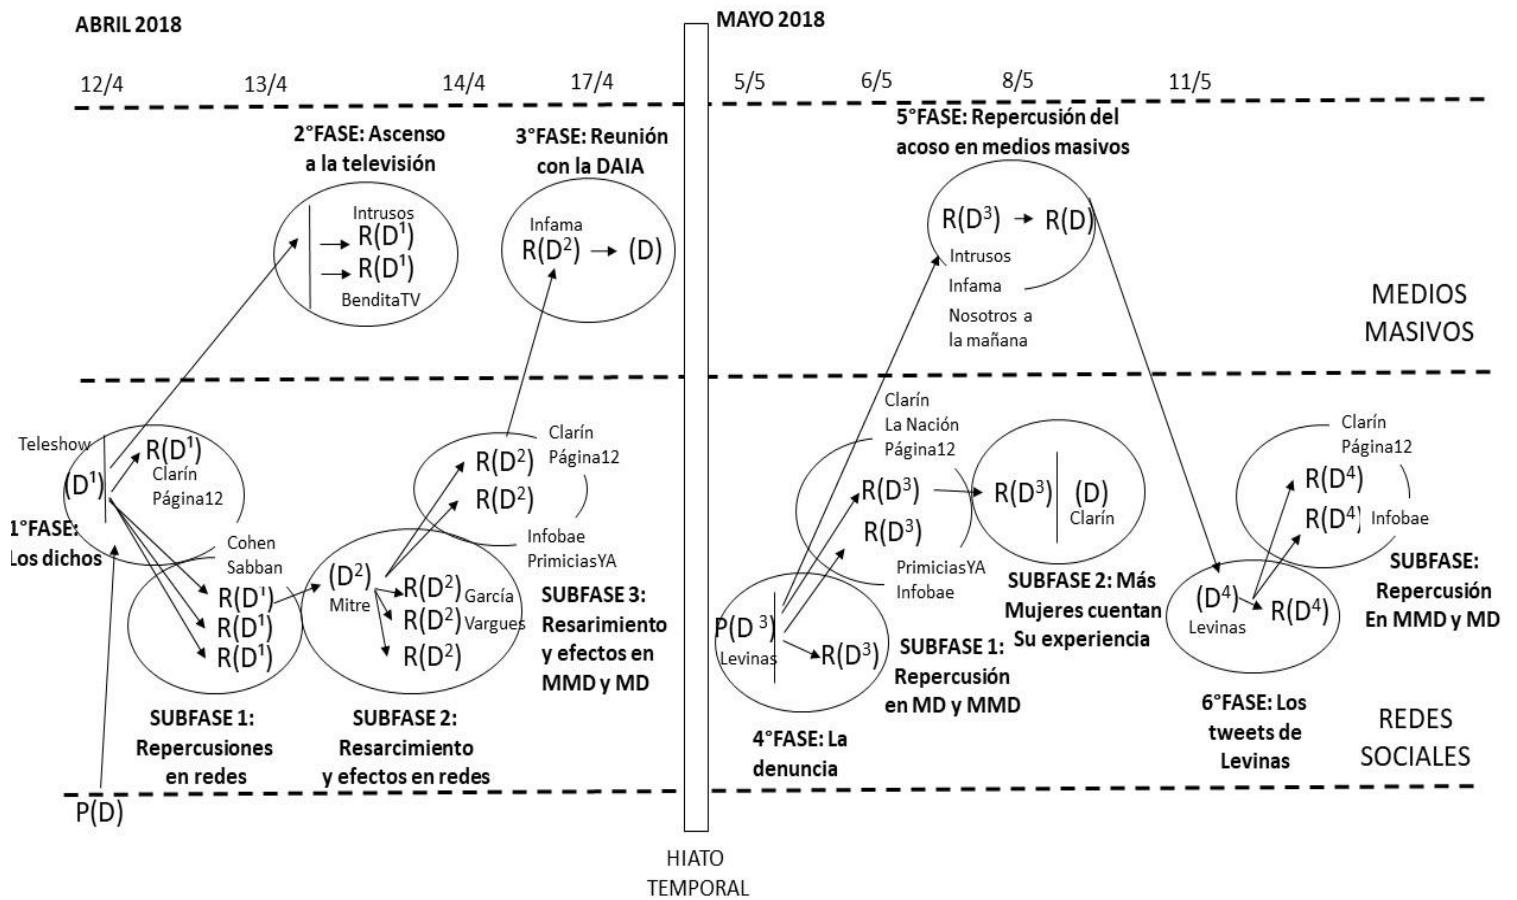 ABRIL 2018
MAYO 2018
12/4
13/4
14/4
17/4
5/5
6/5
8/5
11/5
2°FASE: Ascenso
a la televisión
Intrusos
R(D¹)
R(D¹)
BenditaTV
3°FASE: Reunión
con la DAIA
Infama
R(D²)
(D)
5°FASE: Repercusión del
acoso en medios masivos
R(D³)
R(D)
Intrusos
Infama
Nosotros a
la mañana
MEDIOS
MASIVOS
Teleshow
(D¹)
R(D¹)
Clarín
Página12
1°FASE:
Los dichos
Cohen
Sabban
R(D¹)
R(D¹)
R(D¹)
SUBFASE 1:
Repercusiones
en redes
P(D)
(D²)
Mitre
R(D²)
García
R(D²)
Vargues
R(D²)
SUBFASE 2:
Resarcimiento
y efectos en redes
Clarín
Página12
R(D²)
R(D²)
Infobae
PrimiciasYA
SUBFASE 3:
Resarimiento
y efectos en
MMD y MD
HIATO
TEMPORAL
P(D³)
Levinas
R(D³)
4°FASE: La
denuncia
Clarín
La Nación
Página12
R(D³)
R(D³)
PrimiciasYA
Infobae
SUBFASE 1:
Repercusión
en MD y MMD
R(D³)
(D)
Clarín
SUBFASE 2: Más
Mujeres cuentan
Su experiencia
(D⁴)
Levinas
R(D⁴)
6°FASE: Los
tweets de
Levinas
Clarín
Página12
R(D⁴)
R(D⁴)
Infobae
SUBFASE:
Repercusión
En MMD y MD
REDES
SOCIALES